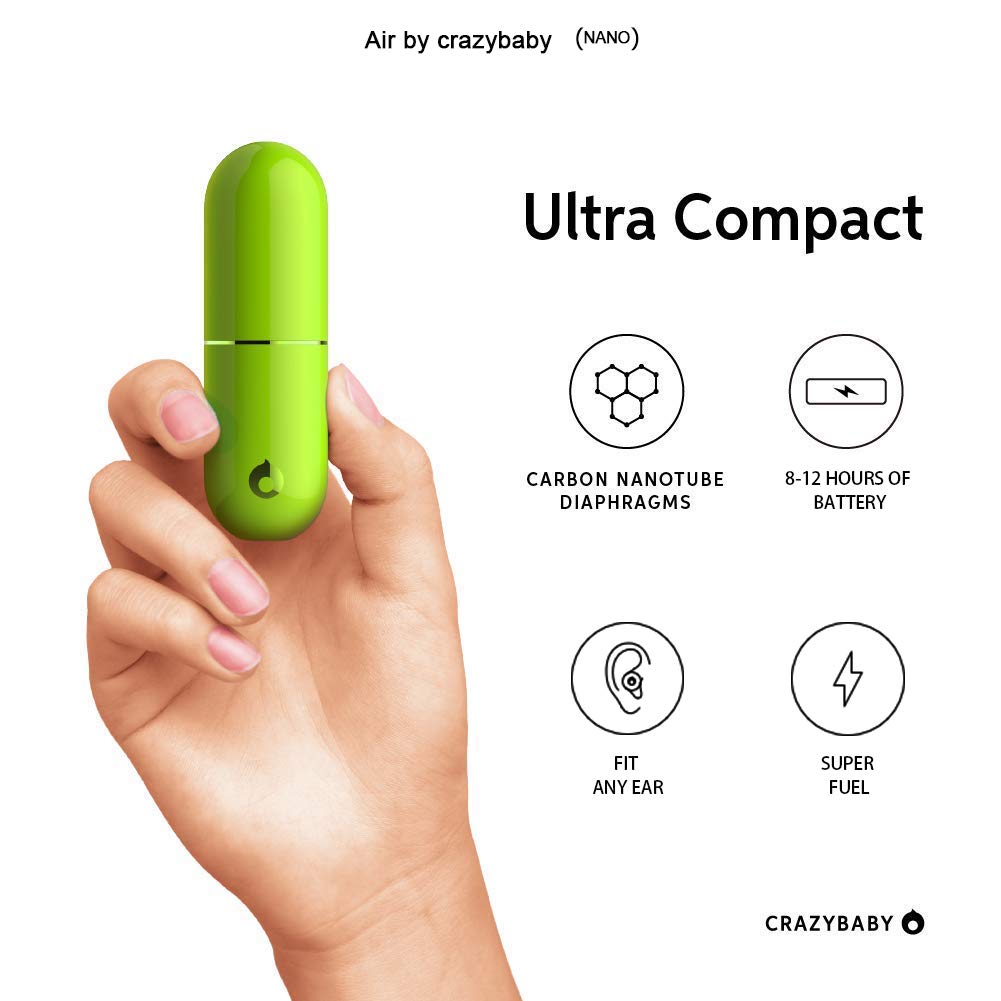 Air by crazybaby (NANO)
Ultra Compact
CARBON NANOTUBE
DIAPHRAGMS
8-12 HOURS OF
BATTERY
FIT
ANY EAR
SUPER
FUEL
CRAZYBABY